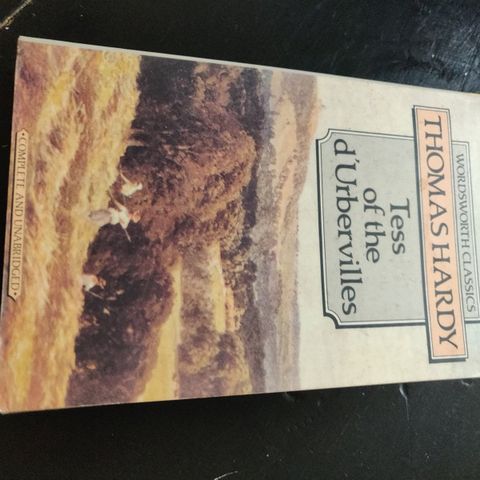 WORDSWORTH CLASSICS
THOMAS HARDY
Tess
of the
d'Urbervilles
· COMPLETE AND UNABRIDGED ·